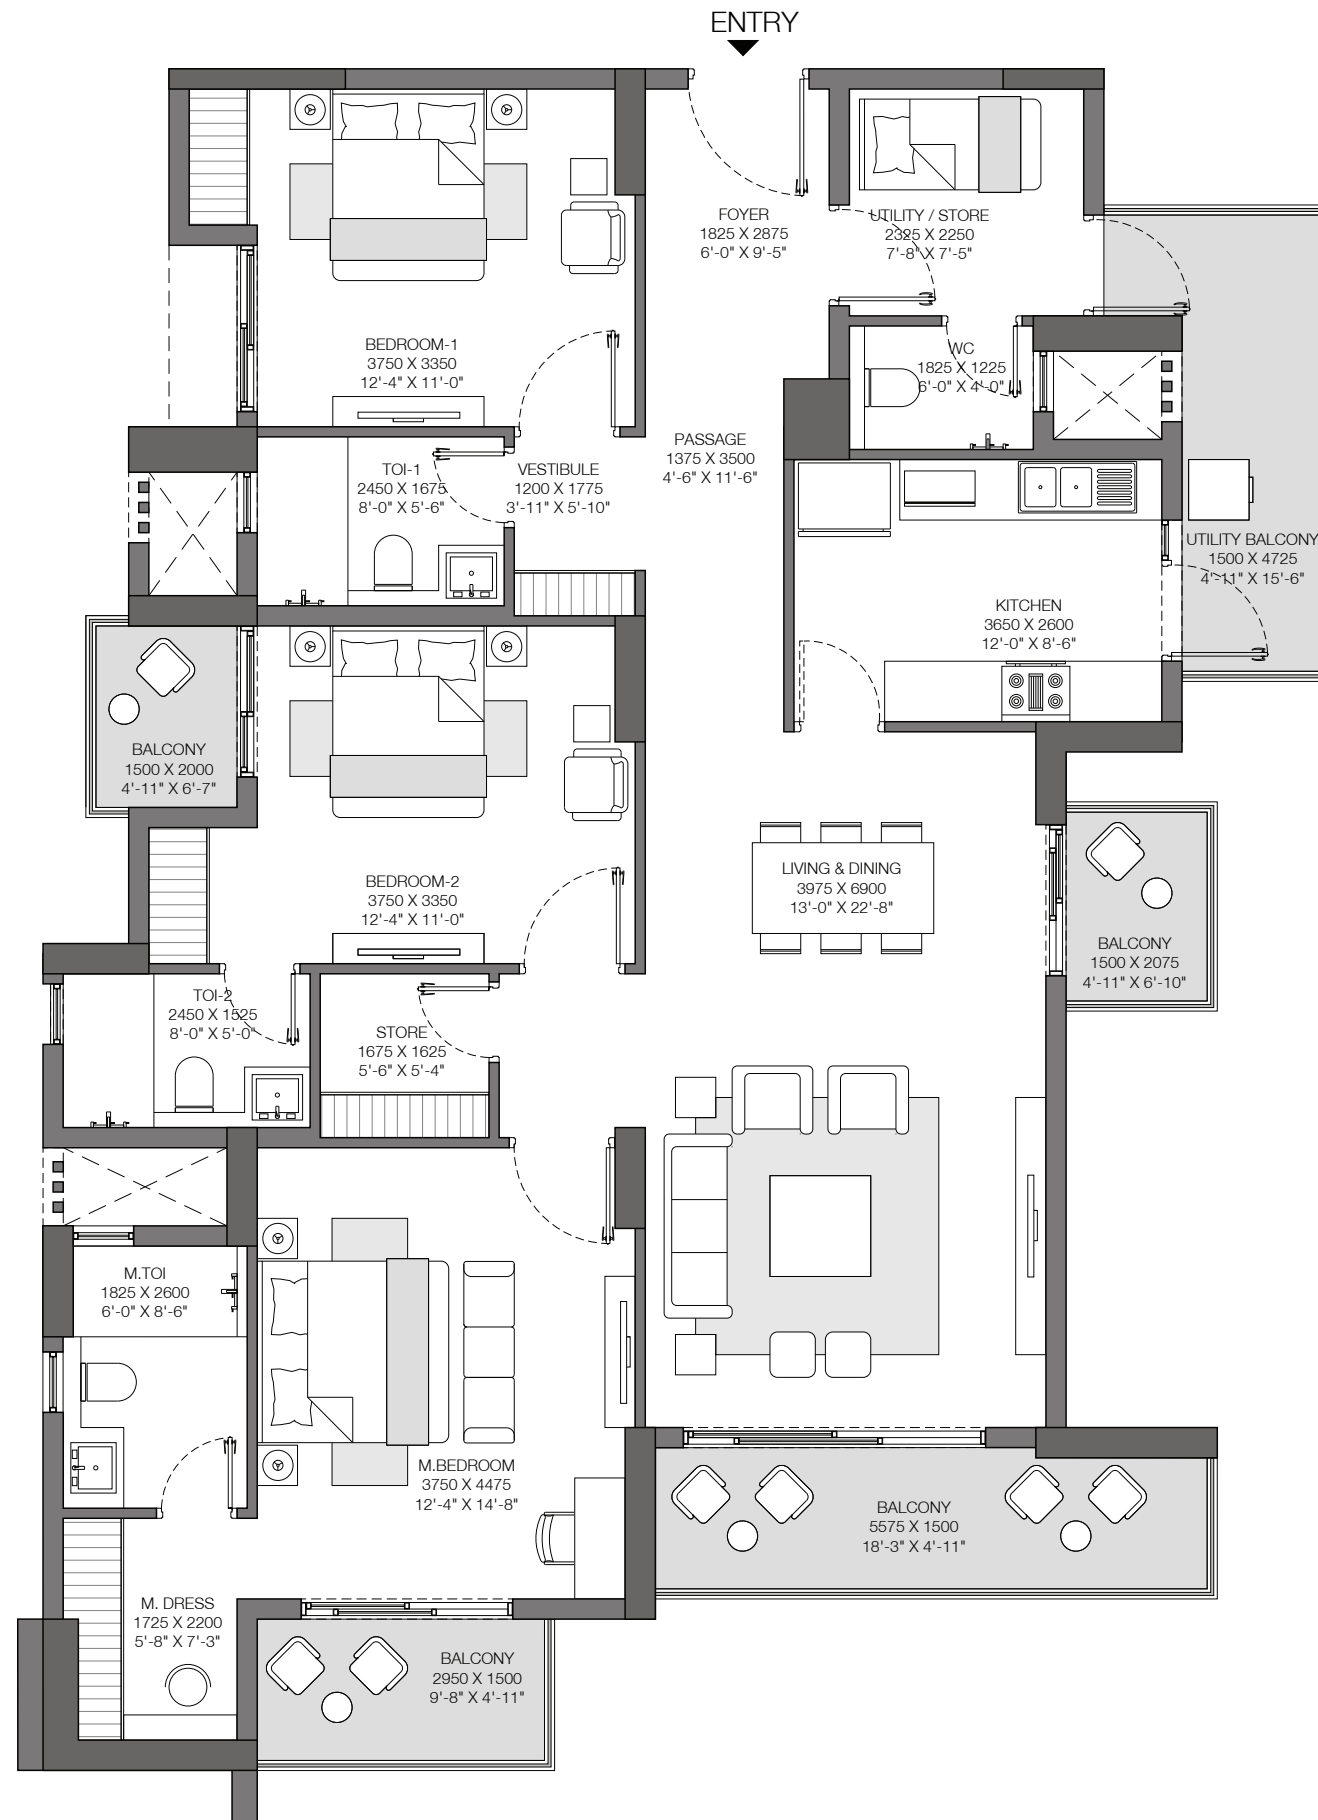 ENTRY
FOYER
1825 X 2875
6'-0" X 9'-5"
UTILITY / STORE
2325 X 2250
7'-8" X 7'-5"
BEDROOM-1
3750 X 3350
12'-4" X 11'-0"
WC
1825 X 1225
6'-0" X 4'-0"
PASSAGE
1375 X 3500
4'-6" X 11'-6"
TOI-1
2450 X 1675
8'-0" X 5'-6"
VESTIBULE
1200 X 1775
3'-11" X 5'-10"
UTILITY BALCONY
1500 X 4725
4'-11" X 15'-6"
KITCHEN
3650 X 2600
12'-0" X 8'-6"
BALCONY
1500 X 2000
4'-11" X 6'-7"
BEDROOM-2
3750 X 3350
12'-4" X 11'-0"
LIVING & DINING
3975 X 6900
13'-0" X 22'-8"
BALCONY
1500 X 2075
4'-11" X 6'-10"
TOI-2
2450 X 1525
8'-0" X 5'-0"
STORE
1675 X 1625
5'-6" X 5'-4"
M.TOI
1825 X 2600
6'-0" X 8'-6"
M.BEDROOM
3750 X 4475
12'-4" X 14'-8"
BALCONY
5575 X 1500
18'-3" X 4'-11"
M. DRESS
1725 X 2200
5'-8" X 7'-3"
BALCONY
2950 X 1500
9'-8" X 4'-11"